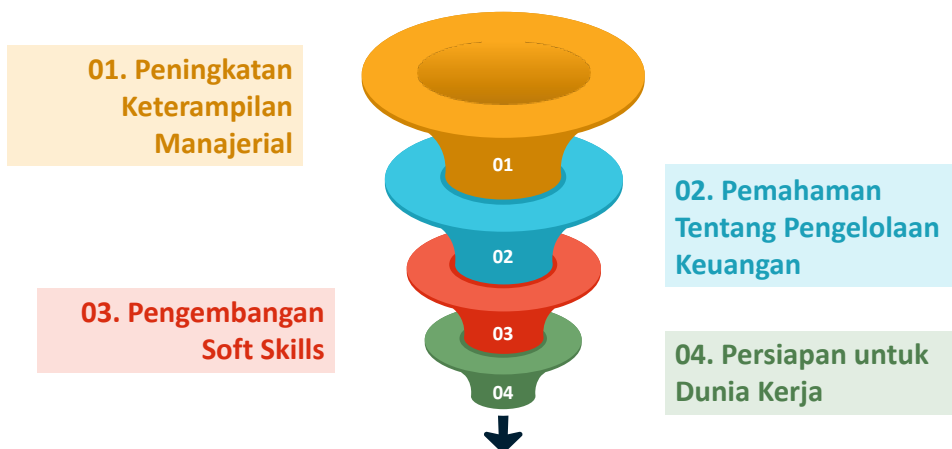 01. Peningkatan
Keterampilan
Manajerial
01
02. Pemahaman
Tentang Pengelolaan
Keuangan
02
03. Pengembangan
Soft Skills
03
04. Persiapan untuk
Dunia Kerja
04